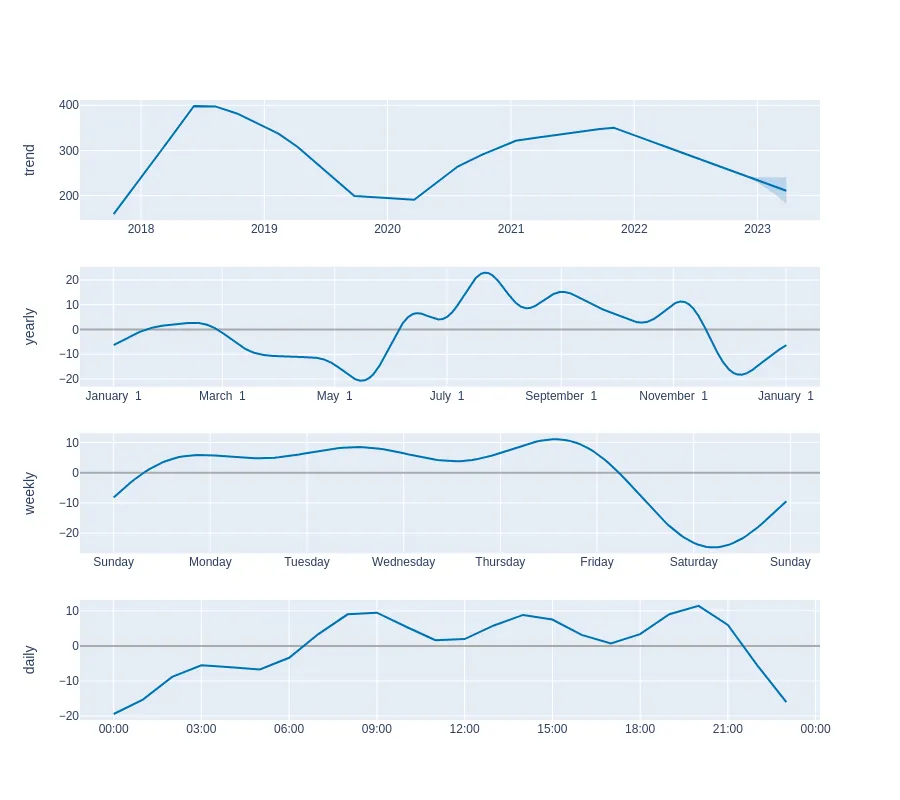 trend
400
300
200
2018 2019 2020 2021 2022 2023
yearly
20
10
0
−10
−20
January 1 March 1 May 1 July 1 September 1 November 1 January 1
weekly
10
0
−10
−20
Sunday Monday Tuesday Wednesday Thursday Friday Saturday Sunday
daily
10
0
−10
−20
00:00 03:00 06:00 09:00 12:00 15:00 18:00 21:00 00:00